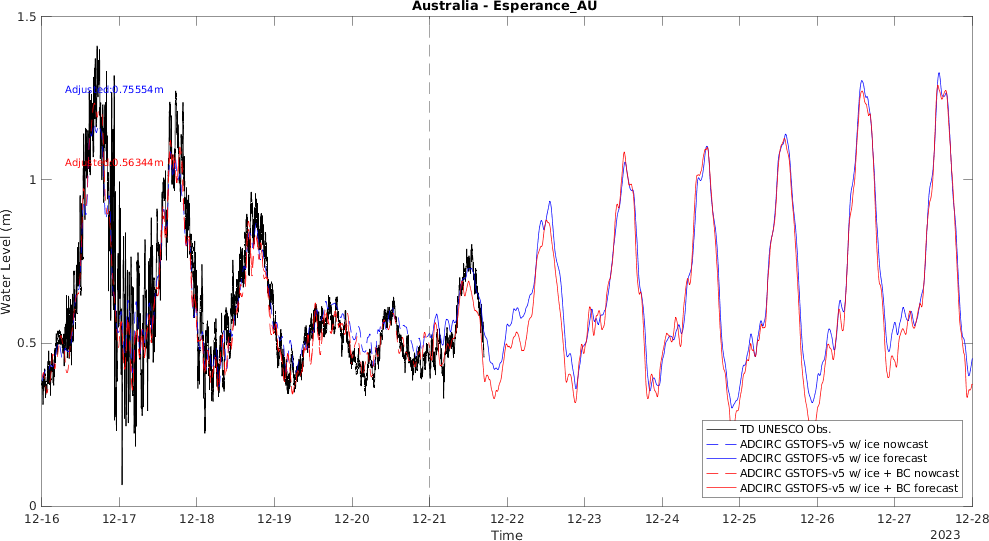 Australia - Esperance_AU
1.5
1
0.5
0
Water Level (m)
Adjusted:0.75554m
Adjusted:0.56344m
TD UNESCO Obs.
ADCIRC GSTOFS-v5 w/ ice nowcast
ADCIRC GSTOFS-v5 w/ ice forecast
ADCIRC GSTOFS-v5 w/ ice + BC nowcast
ADCIRC GSTOFS-v5 w/ ice + BC forecast
12-16 12-17 12-18 12-19 12-20 12-21 12-22 12-23 12-24 12-25 12-26 12-27 12-28
Time
2023